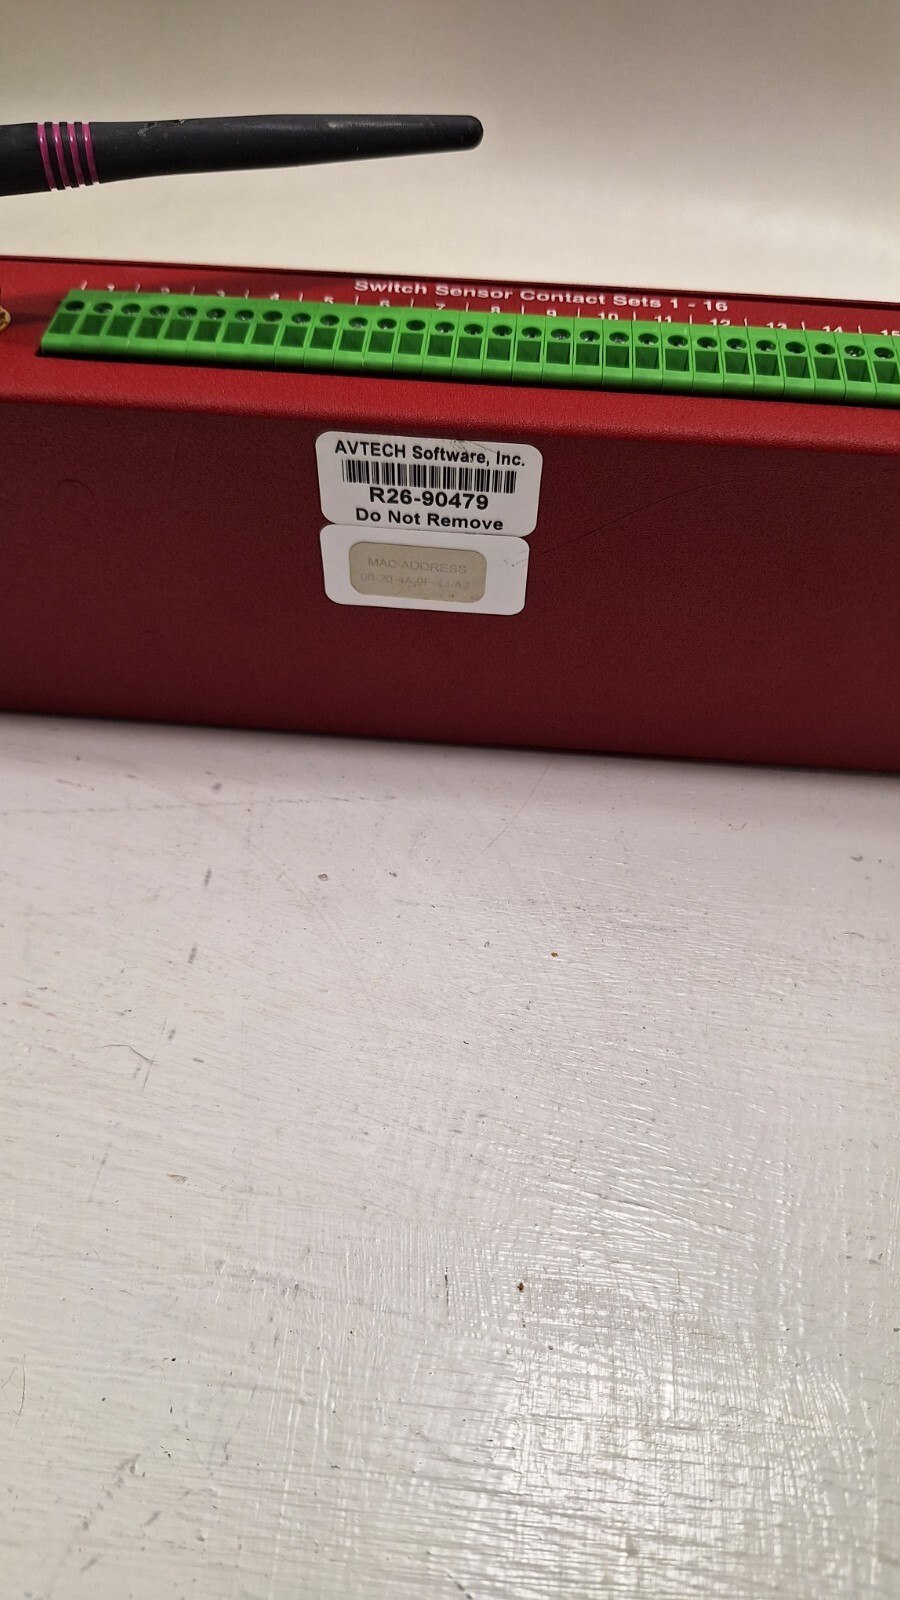 Switch Sensor Contact Sets 1 - 16
1 2 3 4 5 6 7 8 9 10 11 12 13 14 15
AVTECH Software, Inc.
R26-90479
Do Not Remove
MAC ADDRESS